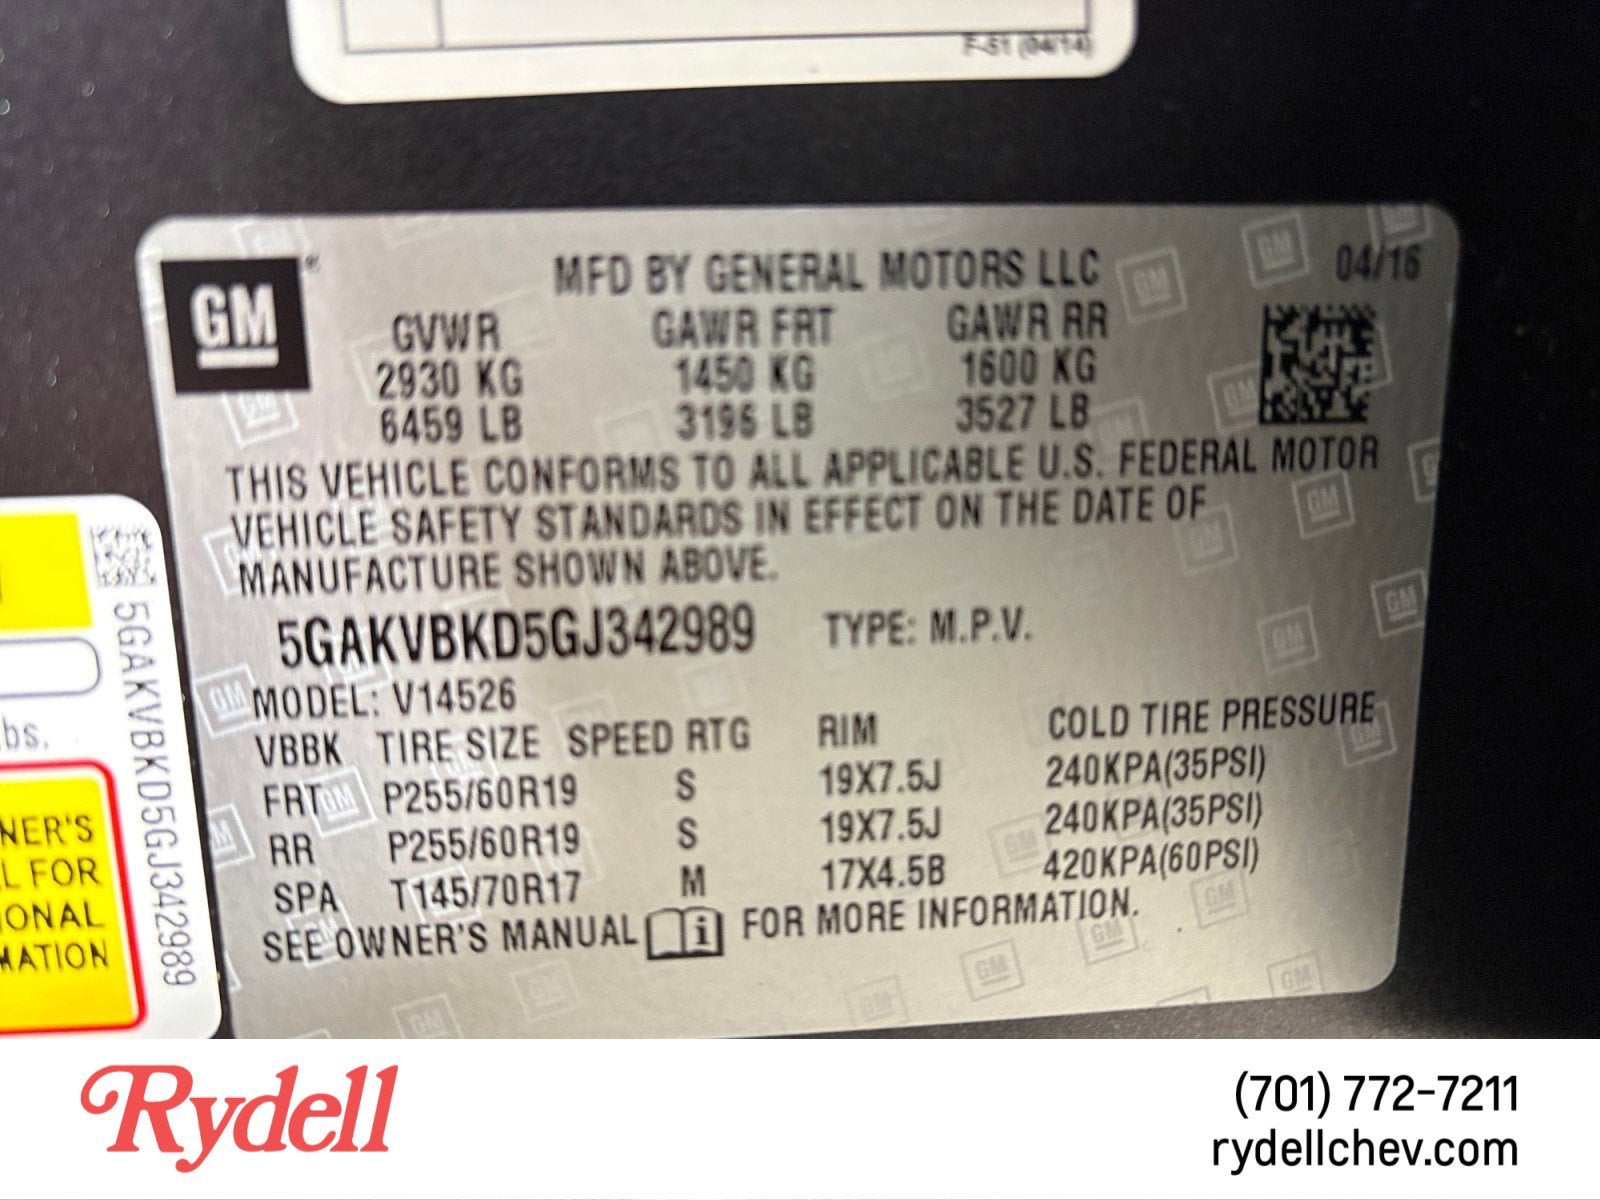 F-51 (04/14)
GM
MFD BY GENERAL MOTORS LLC 04/16
GVWR GAWR FRT GAWR RR
2930 KG 1450 KG 1600 KG
6459 LB 3196 LB 3527 LB
THIS VEHICLE CONFORMS TO ALL APPLICABLE U.S. FEDERAL MOTOR
VEHICLE SAFETY STANDARDS IN EFFECT ON THE DATE OF
MANUFACTURE SHOWN ABOVE.
5GAKVBKD5GJ342989 TYPE: M.P.V.
MODEL: V14526
VBBK TIRE SIZE SPEED RTG RIM COLD TIRE PRESSURE
FRT P255/60R19 S 19X7.5J 240KPA(35PSI)
RR P255/60R19 S 19X7.5J 240KPA(35PSI)
SPA T145/70R17 M 17X4.5B 420KPA(60PSI)
SEE OWNER'S MANUAL i FOR MORE INFORMATION.
5GAKVBKD5GJ342989
bs.
NER'S
L FOR
IONAL
MATION
Rydell
(701) 772-7211
rydellchev.com